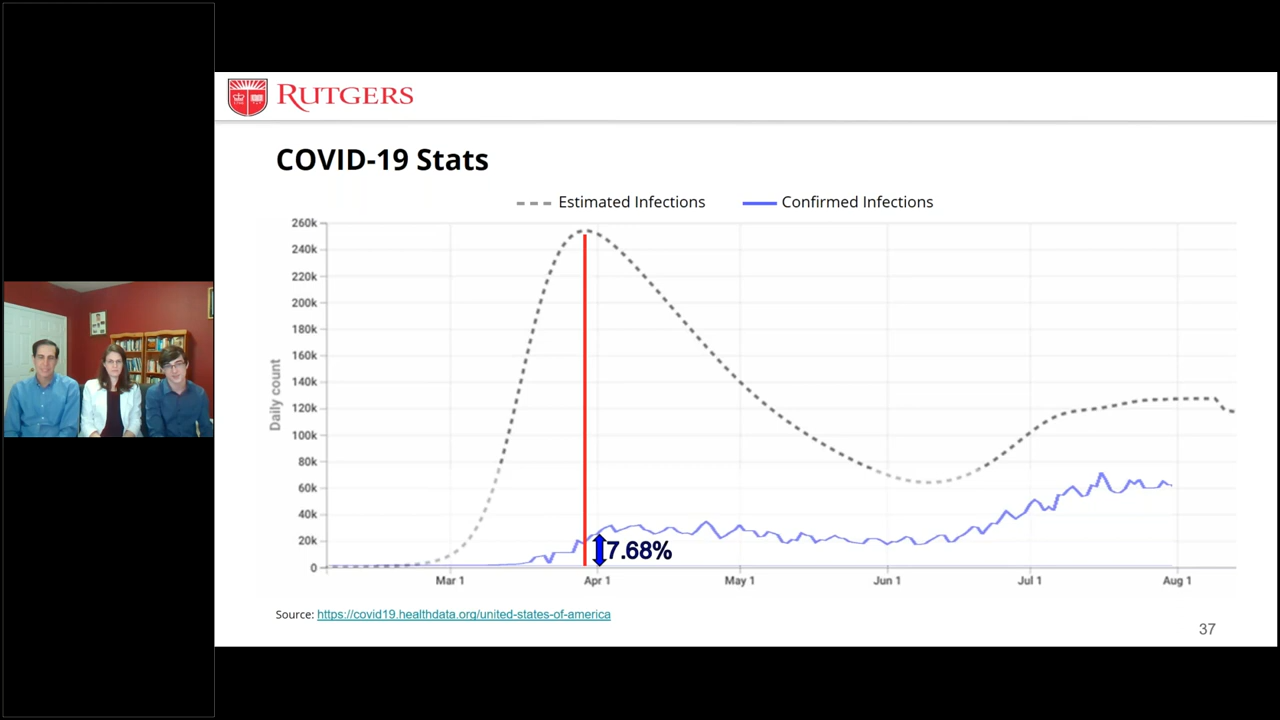 RUTGERS
COVID-19 Stats
Estimated Infections Confirmed Infections
260k
240k
220k
200k
180k
160k
140k
120k
100k
80k
60k
40k
20k
0
Daily count
7.68%
Mar 1 Apr 1 May 1 Jun 1 Jul 1 Aug 1
Source: https://covid19.healthdata.org/united-states-of-america
37